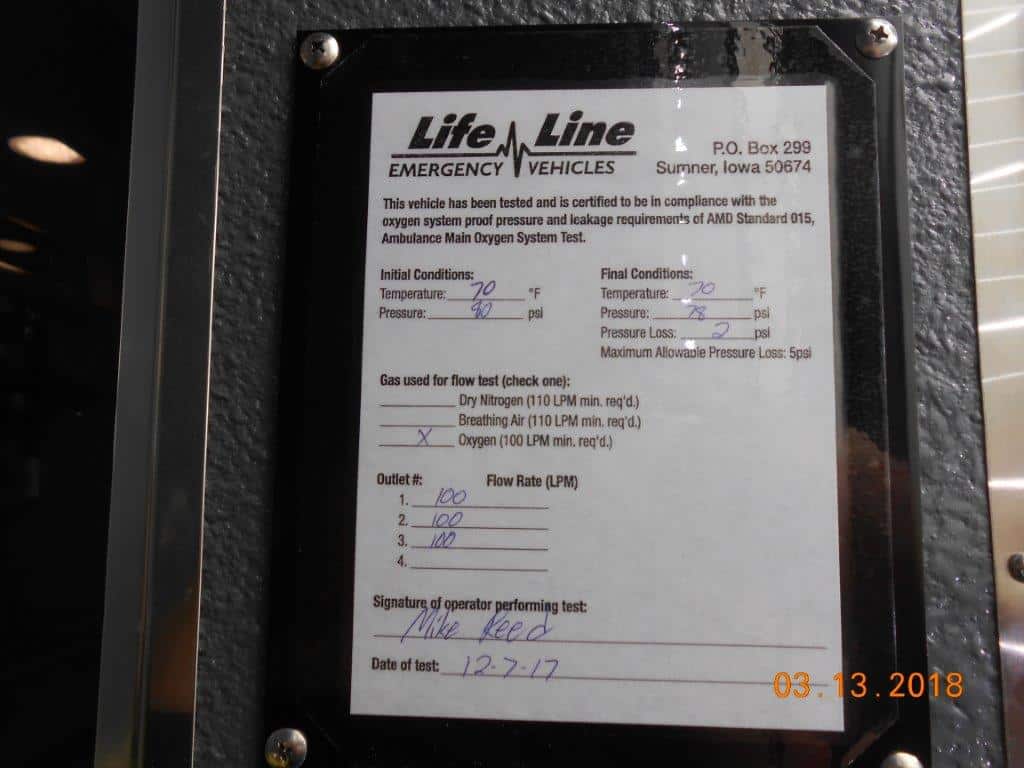 Life Line
EMERGENCY VEHICLES
P.O. Box 299
Sumner, Iowa 50674
This vehicle has been tested and is certified to be in compliance with the
oxygen system proof pressure and leakage requirements of AMD Standard 015,
Ambulance Main Oxygen System Test.
Initial Conditions:
Temperature: 70 °F
Pressure: 80 psi
Final Conditions:
Temperature: 70 °F
Pressure: 78 psi
Pressure Loss: 2 psi
Maximum Allowable Pressure Loss: 5psi
Gas used for flow test (check one):
Dry Nitrogen (110 LPM min. req'd.)
Breathing Air (110 LPM min. req'd.)
X Oxygen (100 LPM min. req'd.)
Outlet #: Flow Rate (LPM)
1. 100
2. 100
3. 100
4.
Signature of operator performing test:
Mike Reed
Date of test: 12-7-17
03.13.2018